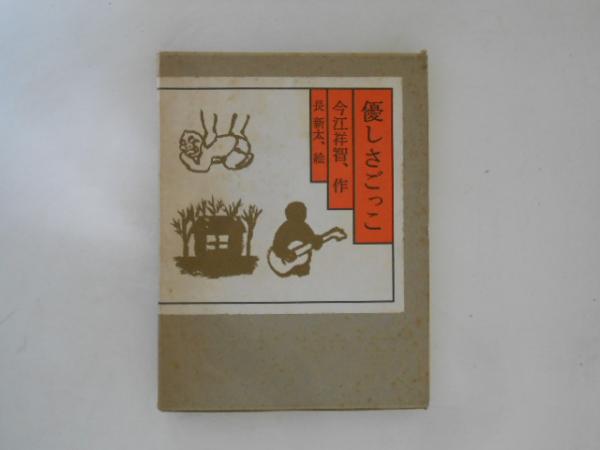 優しさごっこ
今江祥智、作
長新太、絵